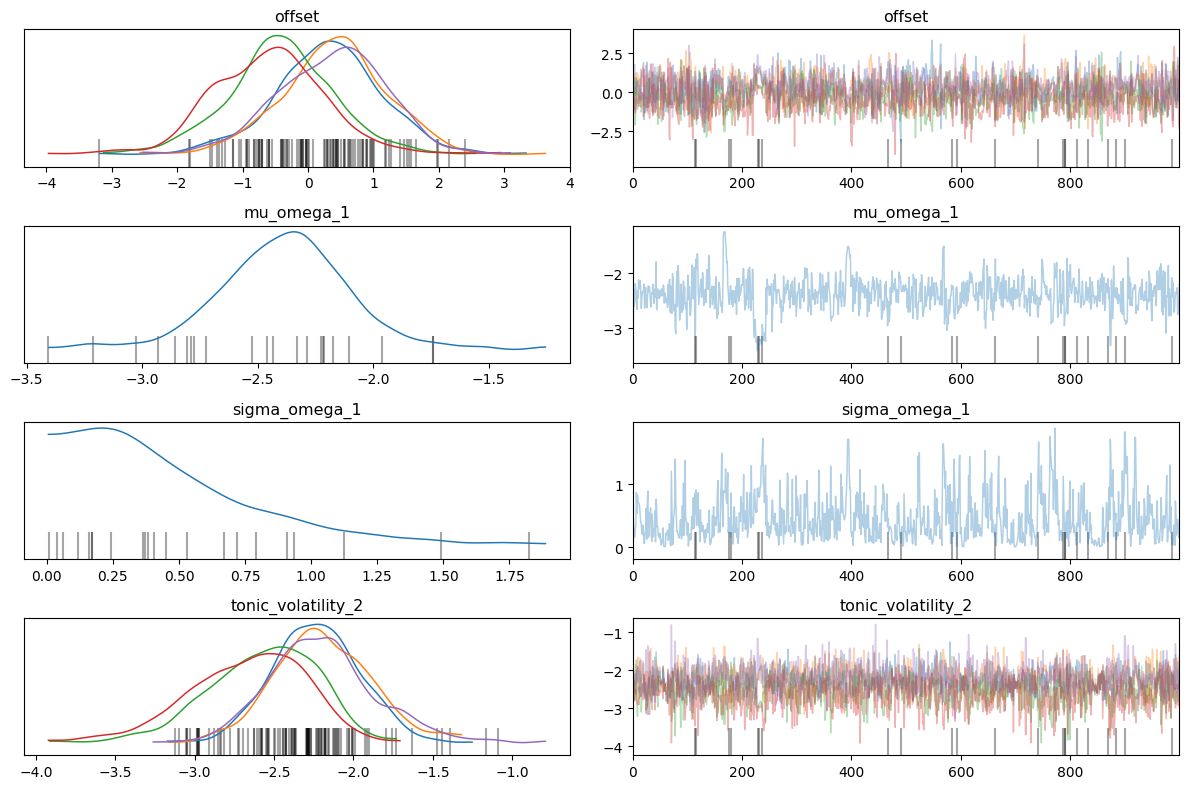 offset
offset
−4 −3 −2 −1 0 1 2 3 4
2.5
0.0
−2.5
0 200 400 600 800
mu_omega_1
mu_omega_1
−3.5 −3.0 −2.5 −2.0 −1.5
−2
−3
0 200 400 600 800
sigma_omega_1
sigma_omega_1
0.00 0.25 0.50 0.75 1.00 1.25 1.50 1.75
1
0
0 200 400 600 800
tonic_volatility_2
tonic_volatility_2
−4.0 −3.5 −3.0 −2.5 −2.0 −1.5 −1.0
−1
−2
−3
−4
0 200 400 600 800